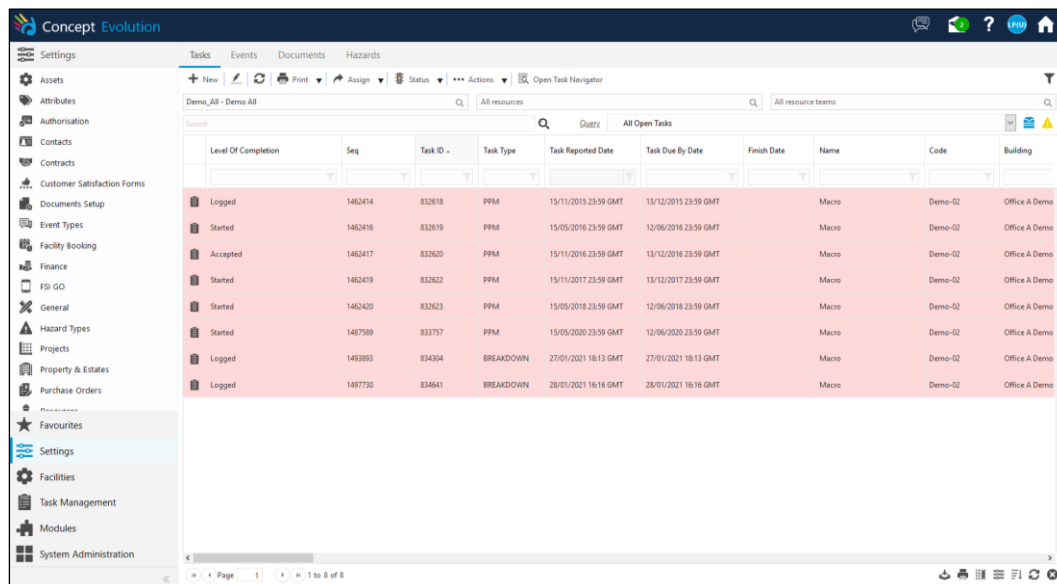 Concept Evolution
2
?
LP(U)
Settings
Tasks Events Documents Hazards
Assets
Attributes
Authorisation
Contacts
Contracts
Customer Satisfaction Forms
Documents Setup
Event Types
Facility Booking
Finance
FSI GO
General
Hazard Types
Projects
Property & Estates
Purchase Orders
Resources
Favourites
Settings
Facilities
Task Management
Modules
System Administration
New Print Assign Status Actions Open Task Navigator
Demo_All - Demo All All resources All resource teams
Search Query All Open Tasks
Level Of Completion Seq Task ID Task Type Task Reported Date Task Due By Date Finish Date Name Code Building
Logged 1462414 832618 PPM 15/11/2015 23:59 GMT 13/12/2015 23:59 GMT Macro Demo-02 Office A Demo
Started 1462416 832619 PPM 15/05/2016 23:59 GMT 12/06/2016 23:59 GMT Macro Demo-02 Office A Demo
Accepted 1462417 832620 PPM 15/11/2016 23:59 GMT 13/12/2016 23:59 GMT Macro Demo-02 Office A Demo
Started 1462419 832622 PPM 15/11/2017 23:59 GMT 13/12/2017 23:59 GMT Macro Demo-02 Office A Demo
Started 1462420 832623 PPM 15/05/2018 23:59 GMT 12/06/2018 23:59 GMT Macro Demo-02 Office A Demo
Started 1487589 833757 PPM 15/05/2020 23:59 GMT 12/06/2020 23:59 GMT Macro Demo-02 Office A Demo
Logged 1493893 834304 BREAKDOWN 27/01/2021 18:13 GMT 27/01/2021 18:13 GMT Macro Demo-02 Office A Demo
Logged 1497730 834641 BREAKDOWN 28/01/2021 16:16 GMT 28/01/2021 16:16 GMT Macro Demo-02 Office A Demo
Page 1 1 to 8 of 8